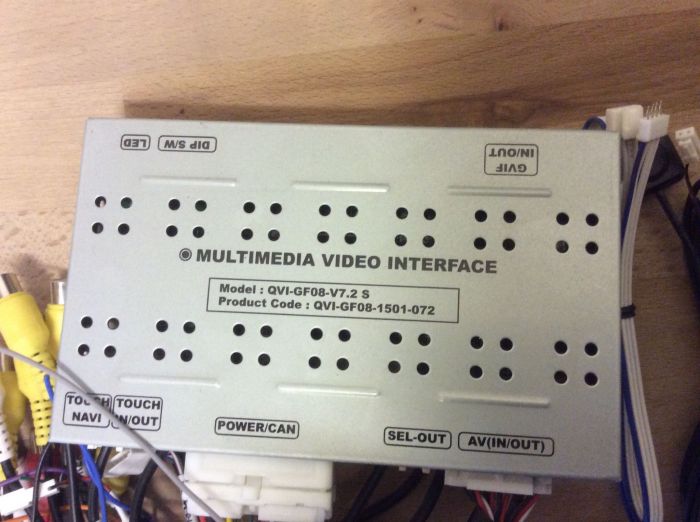 LED
DIP S/W
GVIF
IN/OUT
MULTIMEDIA VIDEO INTERFACE
Model : QVI-GF08-V7.2 S
Product Code : QVI-GF08-1501-072
TOUCH
NAVI
TOUCH
IN/OUT
POWER/CAN
SEL-OUT
AV(IN/OUT)